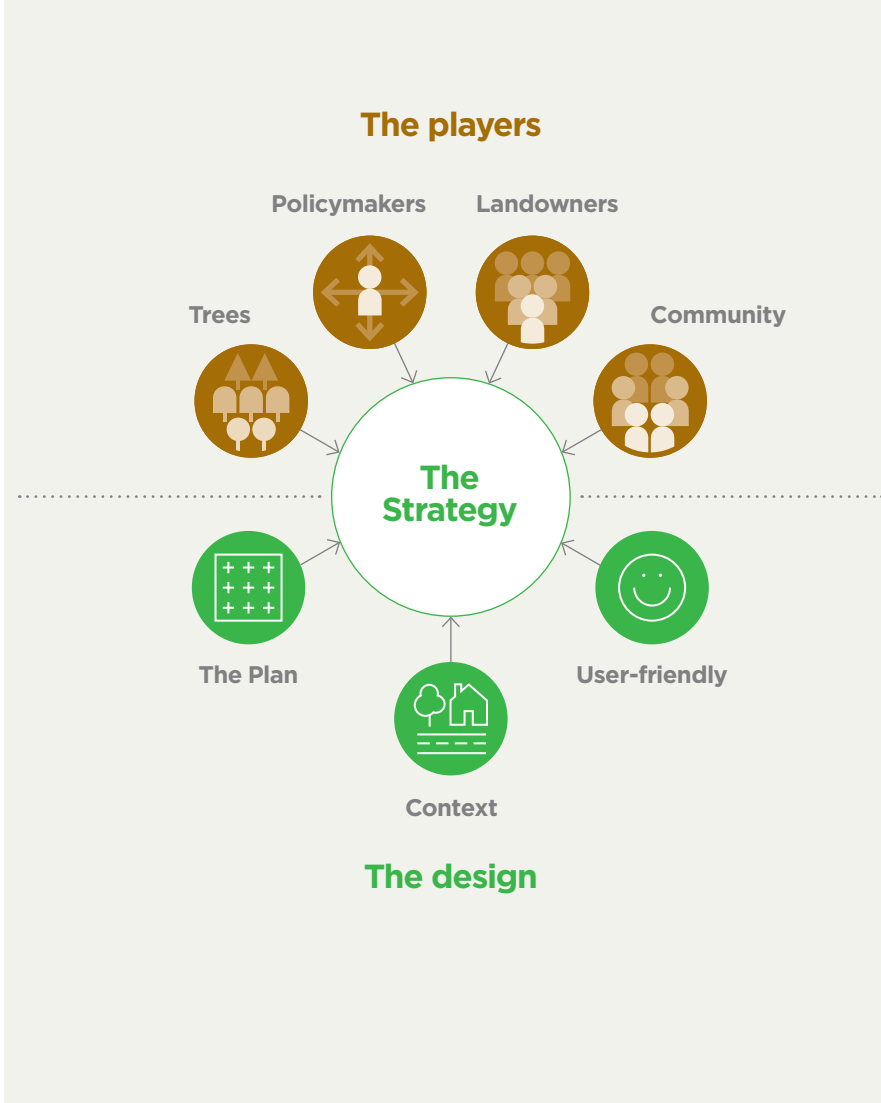 The players
Policymakers
Landowners
Trees
Community
The
Strategy
The Plan
User-friendly
Context
The design